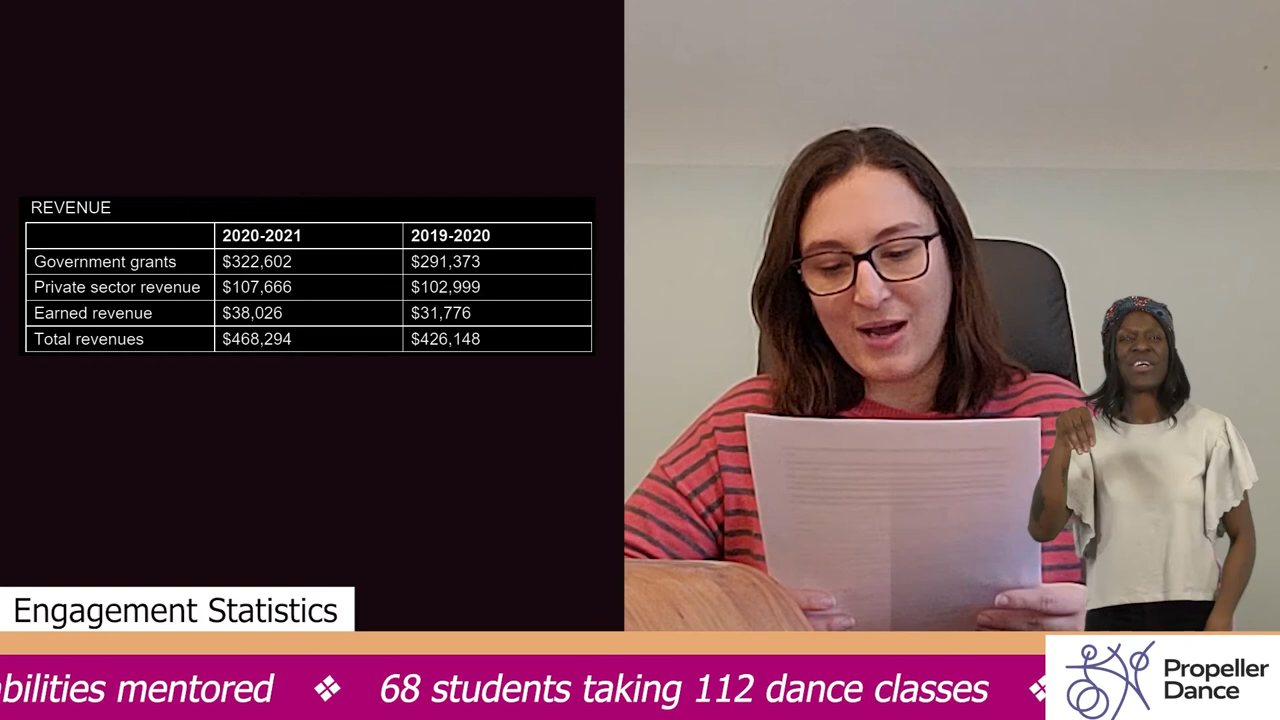 REVENUE
2020-2021 2019-2020
Government grants $322,602 $291,373
Private sector revenue $107,666 $102,999
Earned revenue $38,026 $31,776
Total revenues $468,294 $426,148
Engagement Statistics
abilities mentored ❖ 68 students taking 112 dance classes ❖
Propeller
Dance